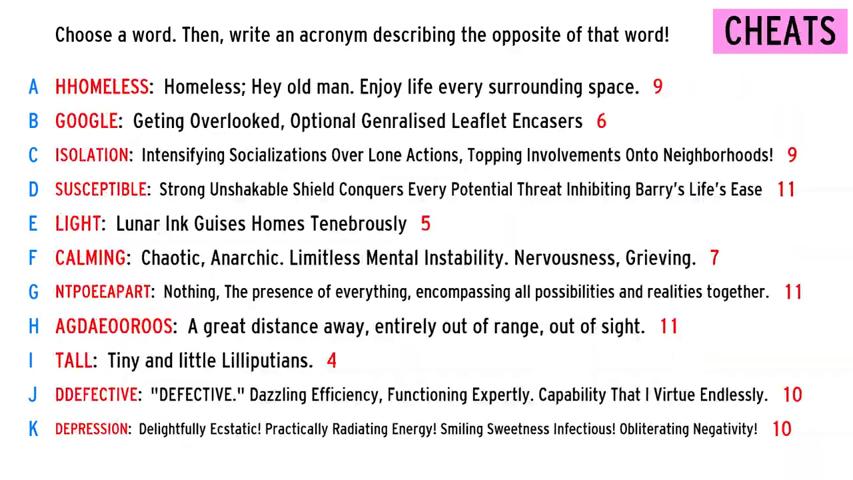 Choose a word. Then, write an acronym describing the opposite of that word!
CHEATS
A HHOMELESS: Homeless; Hey old man. Enjoy life every surrounding space. 9
B GOOGLE: Geting Overlooked, Optional Genralised Leaflet Encasers 6
C ISOLATION: Intensifying Socializations Over Lone Actions, Topping Involvements Onto Neighborhoods! 9
D SUSCEPTIBLE: Strong Unshakable Shield Conquers Every Potential Threat Inhibiting Barry's Life's Ease 11
E LIGHT: Lunar Ink Guises Homes Tenebrously 5
F CALMING: Chaotic, Anarchic. Limitless Mental Instability. Nervousness, Grieving. 7
G NTPOEEAPART: Nothing, The presence of everything, encompassing all possibilities and realities together. 11
H AGDAEOOROOS: A great distance away, entirely out of range, out of sight. 11
I TALL: Tiny and little Lilliputians. 4
J DDEFECTIVE: "DEFECTIVE." Dazzling Efficiency, Functioning Expertly. Capability That I Virtue Endlessly. 10
K DEPRESSION: Delightfully Ecstatic! Practically Radiating Energy! Smiling Sweetness Infectious! Obliterating Negativity! 10